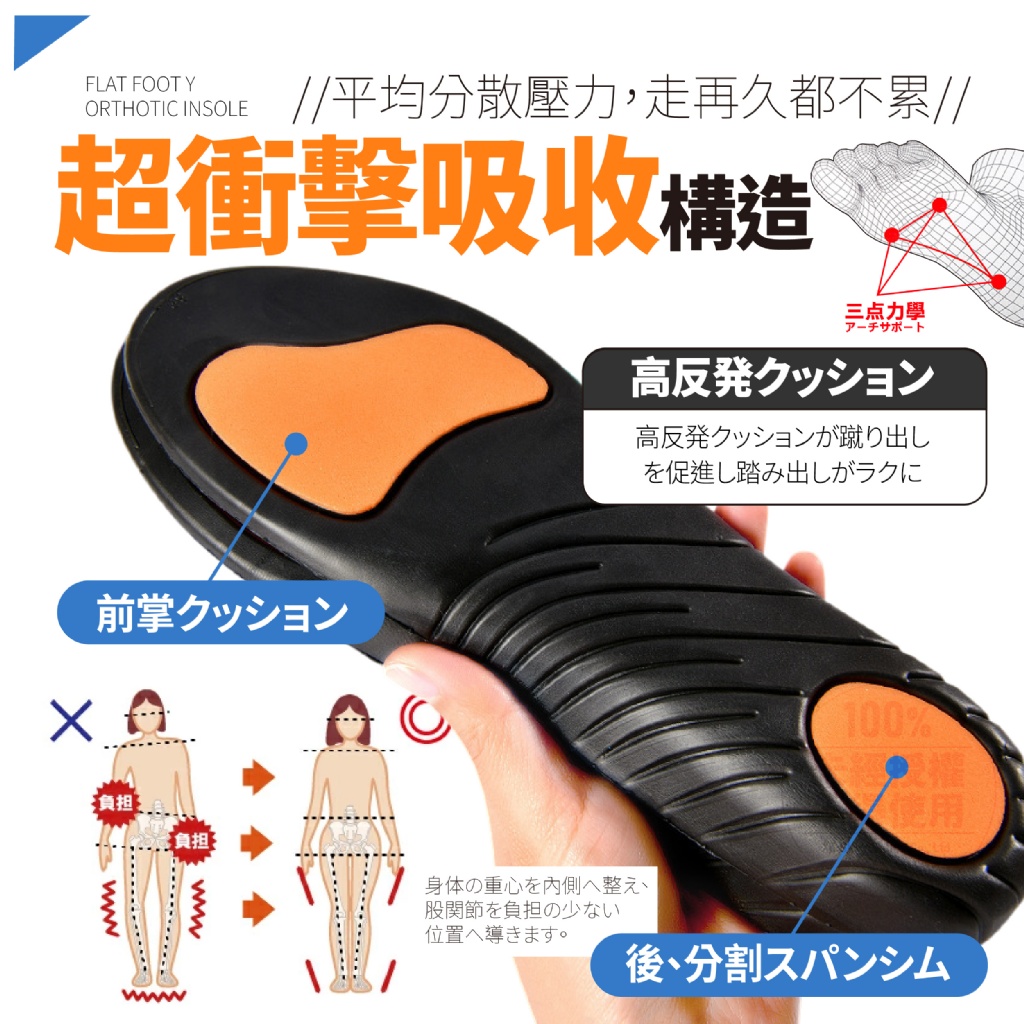 FLAT FOOT Y
ORTHOTIC INSOLE
//平均分散壓力,走再久都不累//
超衝擊吸收構造
三点力學
アーチサポート
高反発クッション
高反発クッションが蹴り出し
を促進し踏み出しがラクに
前掌クッション
負担
負担
身体の重心を内側へ整え、
股関節を負担の少ない
位置へ導きます。
100%
使用
後、分割スパンシム